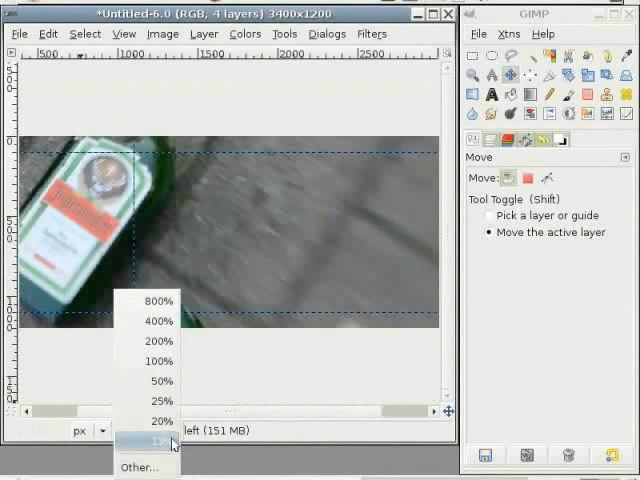 *Untitled-6.0 (RGB, 4 layers) 3400x1200
File Edit Select View Image Layer Colors Tools Dialogs Filters
500 1000 1500 2000 2500
GIMP
File Xtns Help
Move
Move:
Tool Toggle (Shift)
Pick a layer or guide
Move the active layer
800%
400%
200%
100%
50%
25%
20%
13%
Other...
px
left (151 MB)